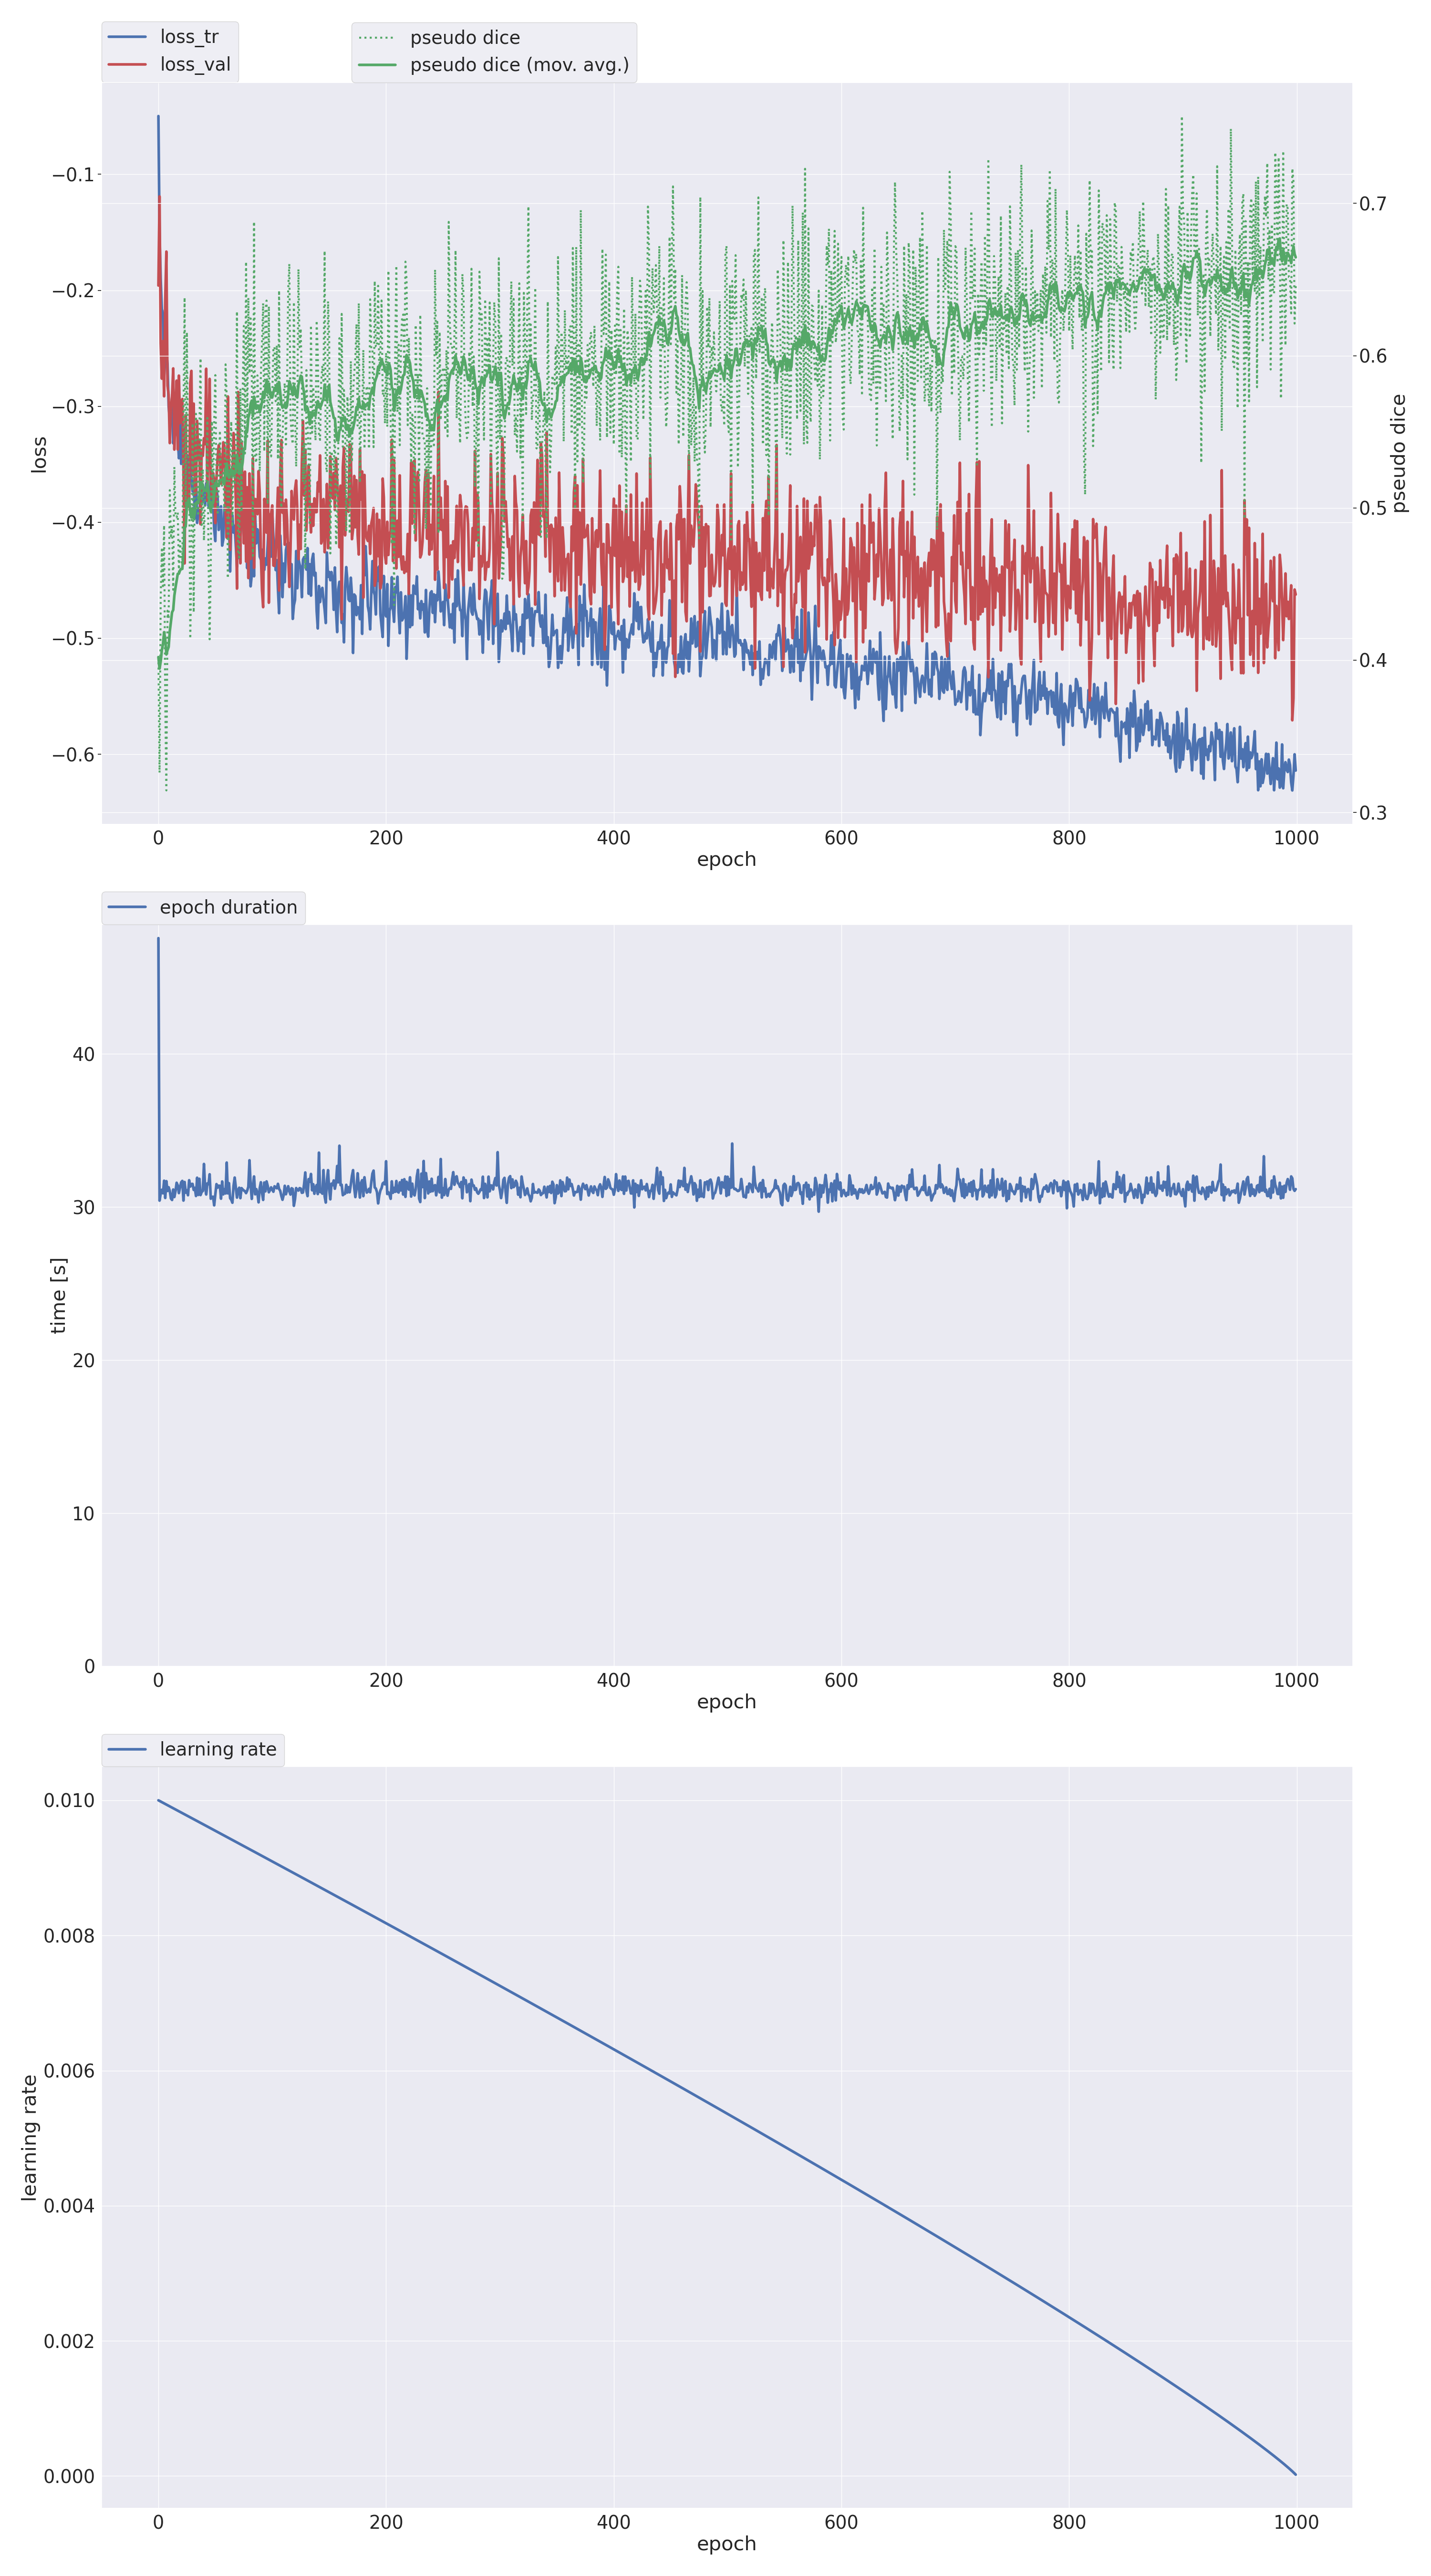 loss_tr
loss_val
pseudo dice
pseudo dice (mov. avg.)
−0.1
−0.2
−0.3
−0.4
−0.5
−0.6
loss
0.7
0.6
0.5
0.4
0.3
pseudo dice
0 200 400 600 800 1000
epoch
epoch duration
40
30
20
10
0
time [s]
0 200 400 600 800 1000
epoch
learning rate
0.010
0.008
0.006
0.004
0.002
0.000
learning rate
0 200 400 600 800 1000
epoch